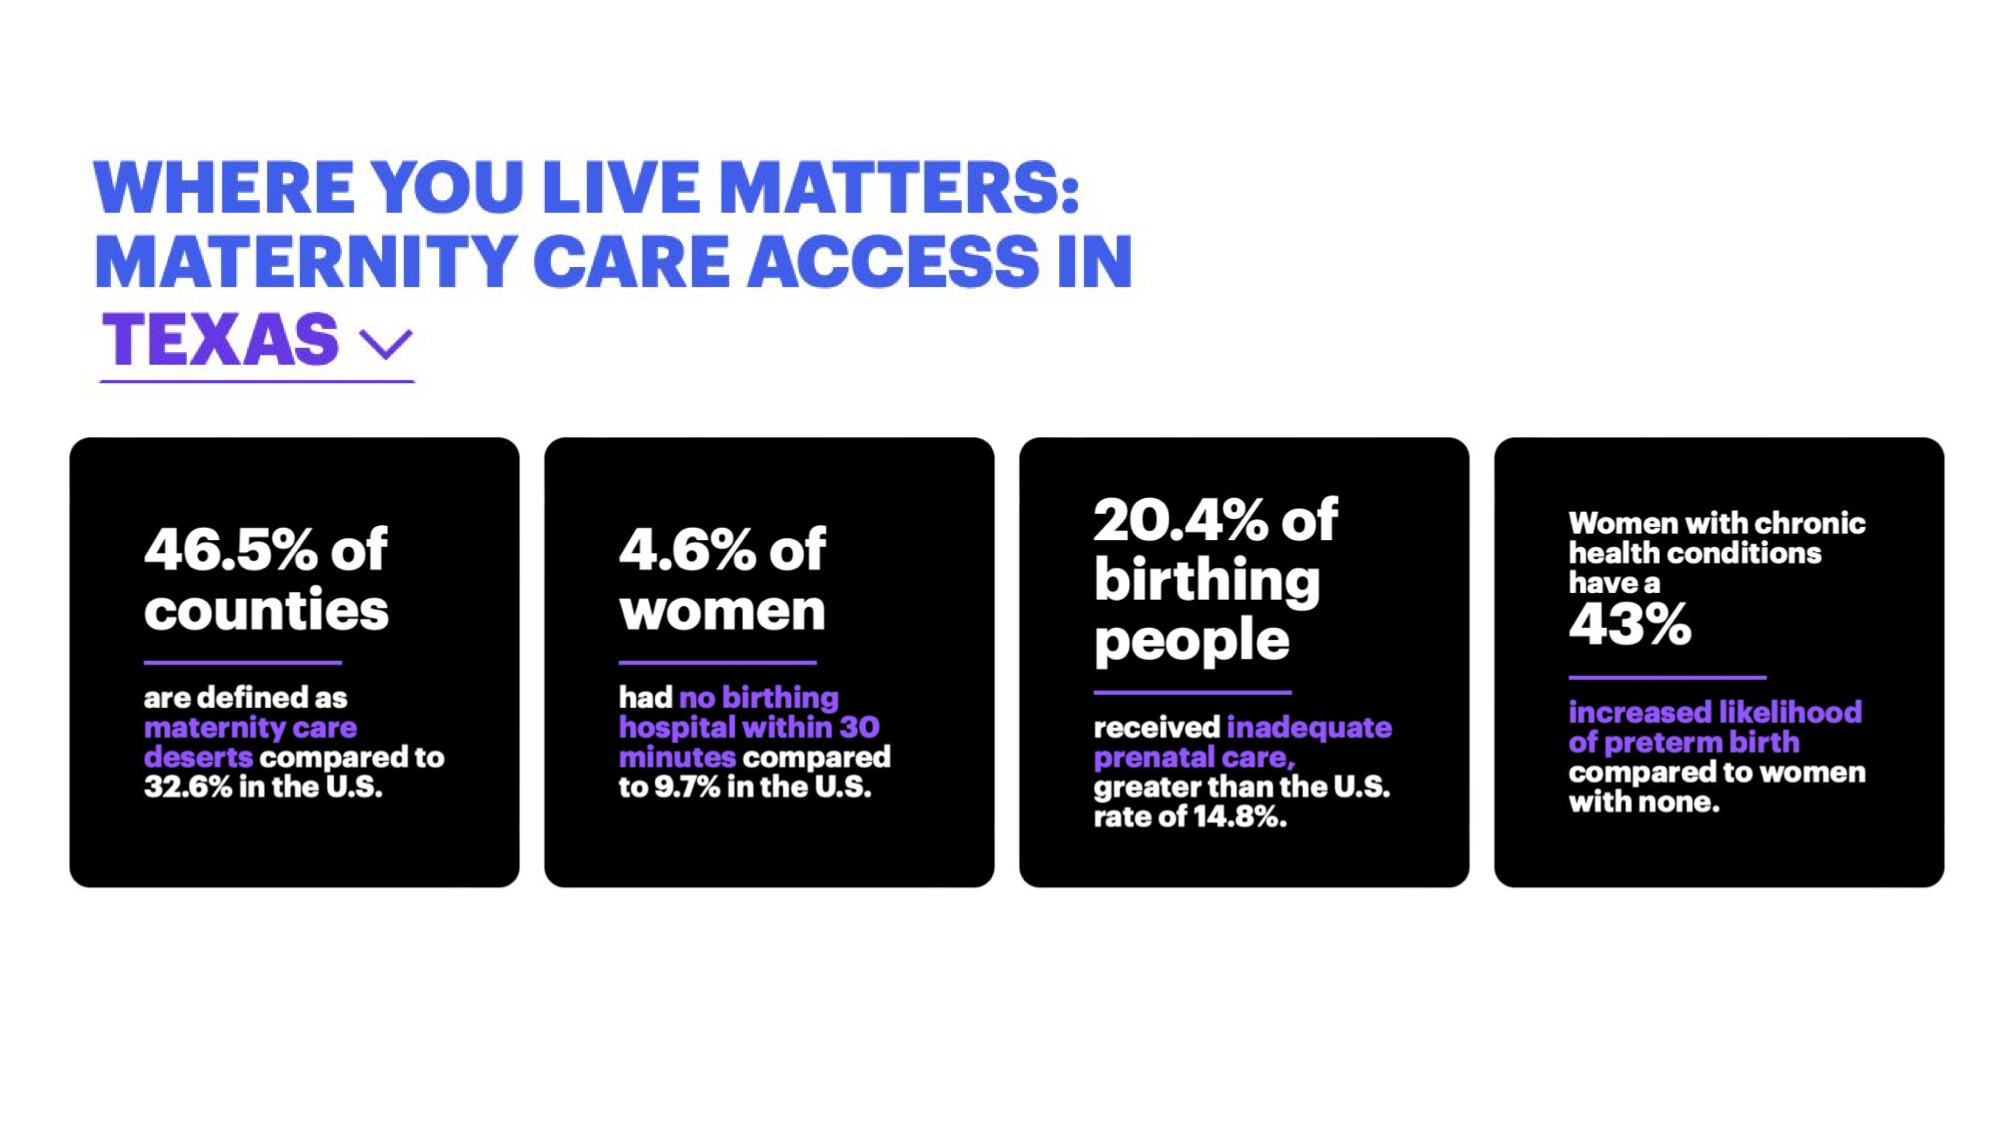 WHERE YOU LIVE MATTERS:
MATERNITY CARE ACCESS IN
TEXAS
46.5% of
counties
are defined as
maternity care
deserts compared to
32.6% in the U.S.
4.6% of
women
had no birthing
hospital within 30
minutes compared
to 9.7% in the U.S.
20.4% of
birthing
people
received inadequate
prenatal care,
greater than the U.S.
rate of 14.8%.
Women with chronic
health conditions
have a
43%
increased likelihood
of preterm birth
compared to women
with none.